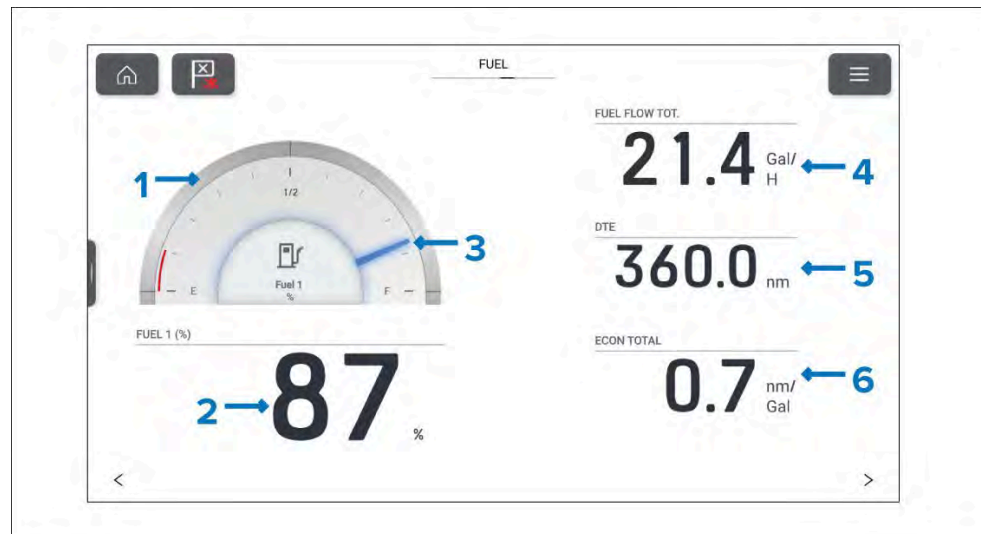 FUEL
FUEL FLOW TOT.
21.4 Gal/
H
1
1/2
4
3
DTE
360.0 nm
5
E
Fuel 1
%
F
FUEL 1 (%)
ECON TOTAL
2
87 %
0.7 nm/
Gal
6
<
>